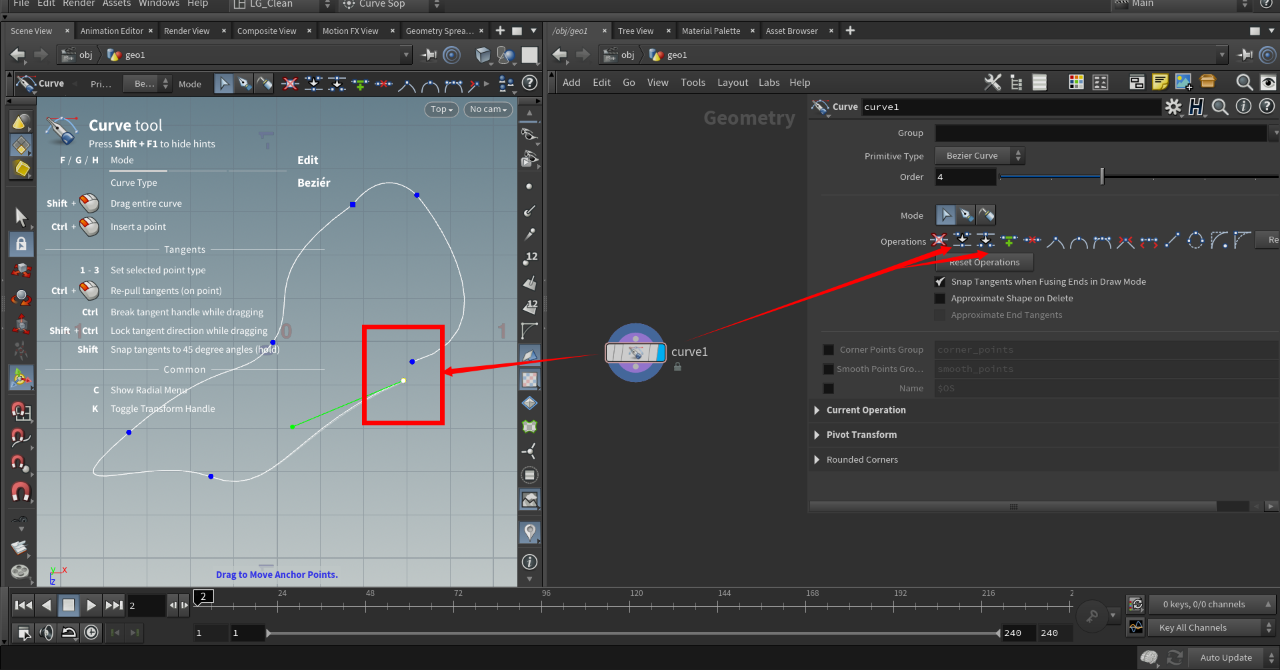 File Edit Render Assets Windows Help LG_Clean Curve Sop Main
Scene View Animation Editor Render View Composite View Motion FX View Geometry Sprea... /obj/geo1 Tree View Material Palette Asset Browser
obj geo1 obj geo1
Curve Pri... Be... Mode Add Edit Go View Tools Layout Labs Help
Top No cam
Curve tool
Press Shift + F1 to hide hints
F / G / H Mode Edit
Curve Type Beziér
Shift + Drag entire curve
Ctrl + Insert a point
Tangents
1 - 3 Set selected point type
Ctrl + Re-pull tangents (on point)
Ctrl Break tangent handle while dragging
Shift + Ctrl Lock tangent direction while dragging
Shift Snap tangents to 45 degree angles (hold)
Common
C Show Radial Menu
K Toggle Transform Handle
1 0 1
Drag to Move Anchor Points.
y x
z
12
12
Geometry
curve1
Curve curve1
Group
Primitive Type Bezier Curve
Order 4
Mode
Operations Re
Reset Operations
Snap Tangents when Fusing Ends in Draw Mode
Approximate Shape on Delete
Approximate End Tangents
Corner Points Group corner_points
Smooth Points Gro... smooth_points
Name $OS
Current Operation
Pivot Transform
Rounded Corners
2 2 24 48 72 96 120 144 168 192 216 2
0 keys, 0/0 channels
1 1 240 240 Key All Channels
Auto Update